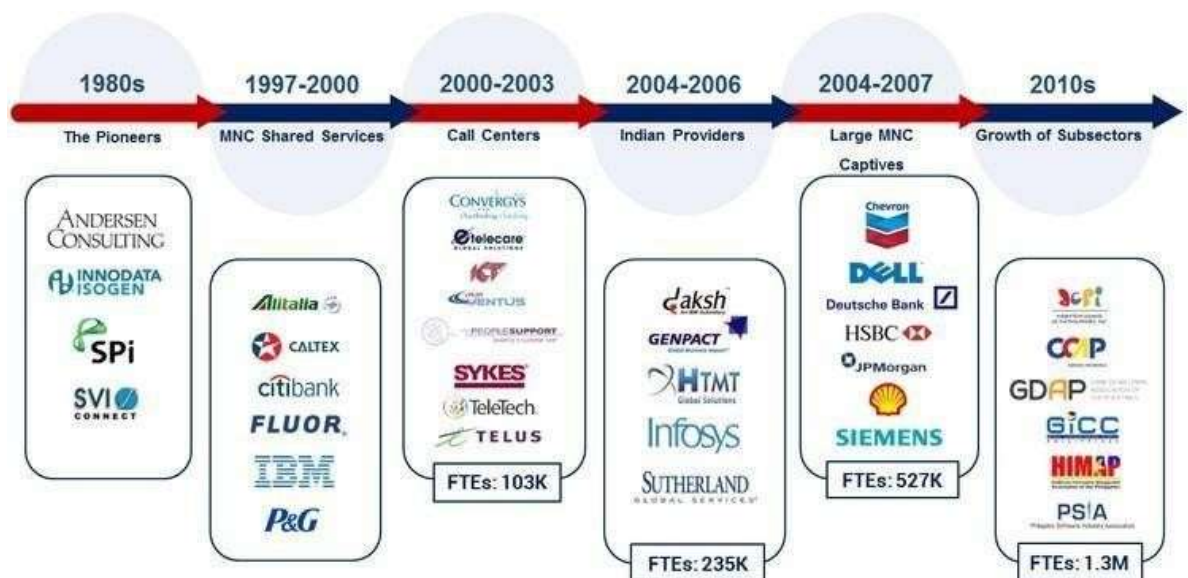 1980s
The Pioneers
ANDERSEN
CONSULTING
INNODATA
ISOGEN
SPi
SVI
CONNECT
1997-2000
MNC Shared Services
Alitalia
CALTEX
citibank
FLUOR
IBM
P&G
2000-2003
Call Centers
CONVERGYS
etelecare
GLOBAL SOLUTIONS
ICT
VENTUS
PEOPLESUPPORT
SYKES
TeleTech
TELUS
FTEs: 103K
2004-2006
Indian Providers
daksh
GENPACT
HTMT
Global Solutions
Infosys
SUTHERLAND
GLOBAL SERVICES
FTEs: 235K
2004-2007
Large MNC
Captives
Chevron
DELL
Deutsche Bank
HSBC
JPMorgan
SIEMENS
FTEs: 527K
2010s
Growth of Subsectors
CCAP
GDAP
GICC
HIMAP
PSIA
Philippine Software Industry Association
FTEs: 1.3M